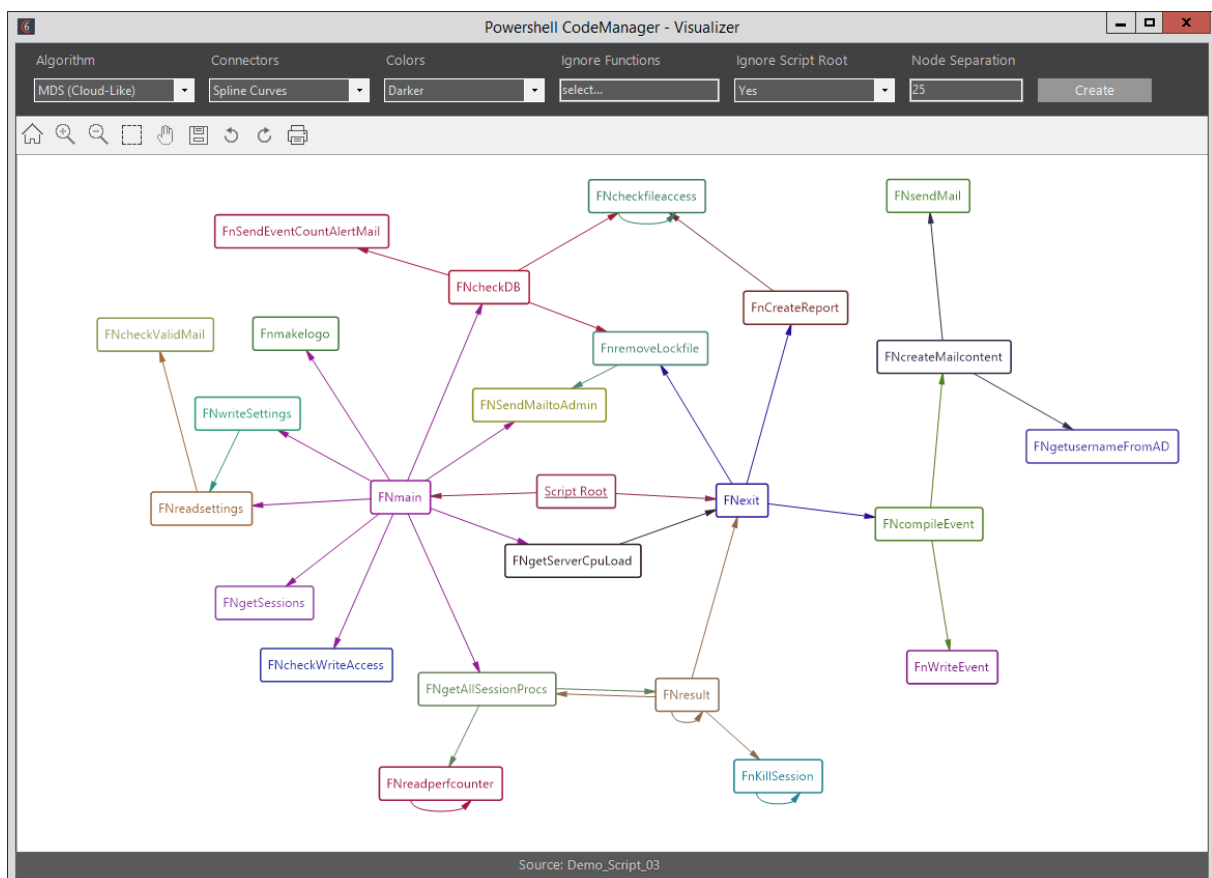 Powershell CodeManager - Visualizer
Algorithm Connectors Colors Ignore Functions Ignore Script Root Node Separation
MDS (Cloud-Like) Spline Curves Darker select... Yes 25 Create
FNcheckfileaccess
FNsendMail
FnSendEventCountAlertMail
FNcheckDB
FnCreateReport
FNcheckValidMail
Fnmakelogo
FnremoveLockfile
FNcreateMailcontent
FNSendMailtoAdmin
FNwriteSettings
FNgetusernameFromAD
Script Root
FNmain
FNexit
FNreadsettings
FNcompileEvent
FNgetServerCpuLoad
FNgetSessions
FNcheckWriteAccess
FnWriteEvent
FNgetAllSessionProcs
FNresult
FnKillSession
FNreadperfcounter
Source: Demo_Script_03